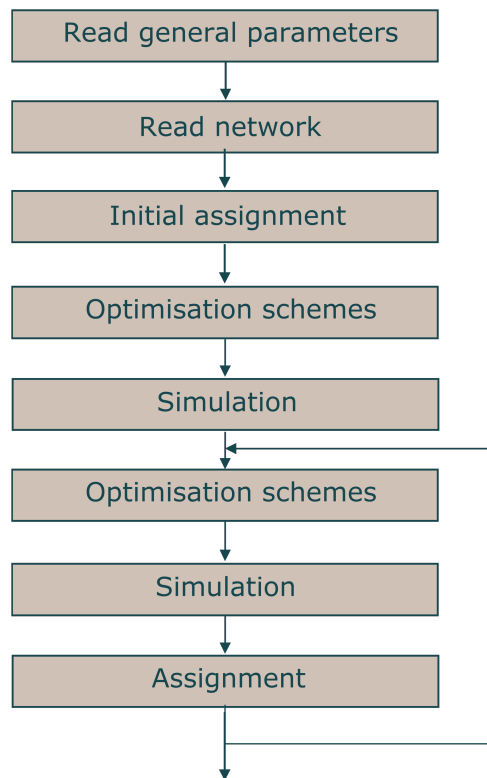 Read general parameters
Read network
Initial assignment
Optimisation schemes
Simulation
Optimisation schemes
Simulation
Assignment